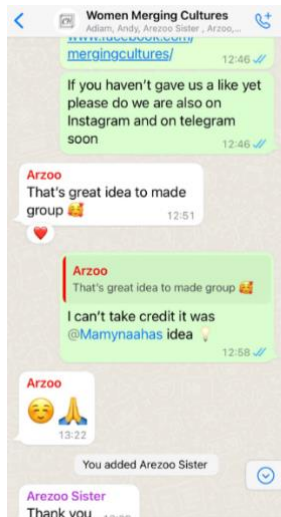 Women Merging Cultures
Adiam, Andy, Arezoo Sister, Arzoo,...
mergingcultures/
12:46
If you haven't gave us a like yet
please do we are also on
Instagram and on telegram
soon
12:46
Arzoo
That's great idea to made
group 🥰
12:51
Arzoo
That's great idea to made group 🥰
I can't take credit it was
@Mamynaahas idea 💡
12:58
Arzoo
☺️🙏
13:22
You added Arezoo Sister
Arezoo Sister
Thank you